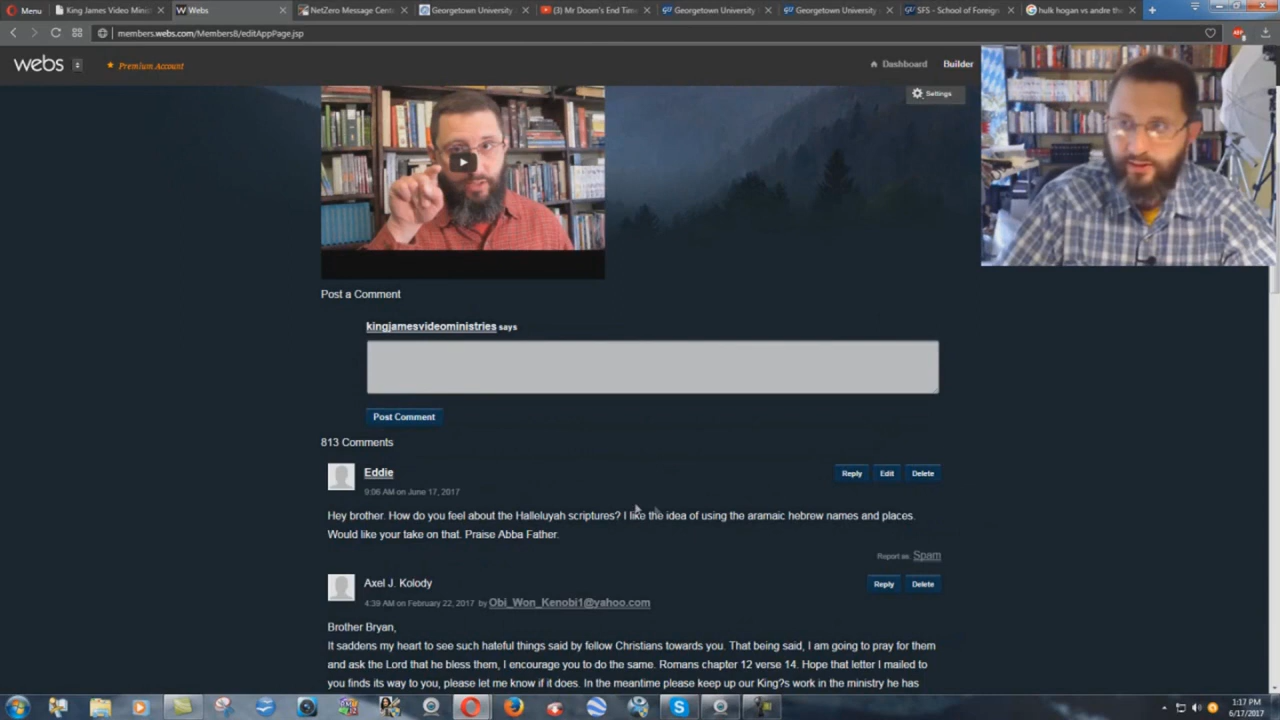 Menu
King James Video Minist
Webs
NetZero Message Cent
Georgetown University
(3) Mr Doom's End Time
Georgetown University
Georgetown University
SFS - School of Foreign
hulk hogan vs andre the
members.webs.com/Members8/editAppPage.jsp
webs
Premium Account
Dashboard
Builder
Settings
Post a Comment
kingjamesvideoministries says
Post Comment
813 Comments
Eddie
Reply Edit Delete
9:06 AM on June 17, 2017
Hey brother. How do you feel about the Halleluyah scriptures? I like the idea of using the aramaic hebrew names and places.
Would like your take on that. Praise Abba Father.
Report as Spam
Axel J. Kolody
Reply Delete
4:39 AM on February 22, 2017 by Obi_Won_Kenobi1@yahoo.com
Brother Bryan,
It saddens my heart to see such hateful things said by fellow Christians towards you. That being said, I am going to pray for them
and ask the Lord that he bless them, I encourage you to do the same. Romans chapter 12 verse 14. Hope that letter I mailed to
you finds its way to you, please let me know if it does. In the meantime please keep up our King?s work in the ministry he has
1:17 PM
6/17/2017